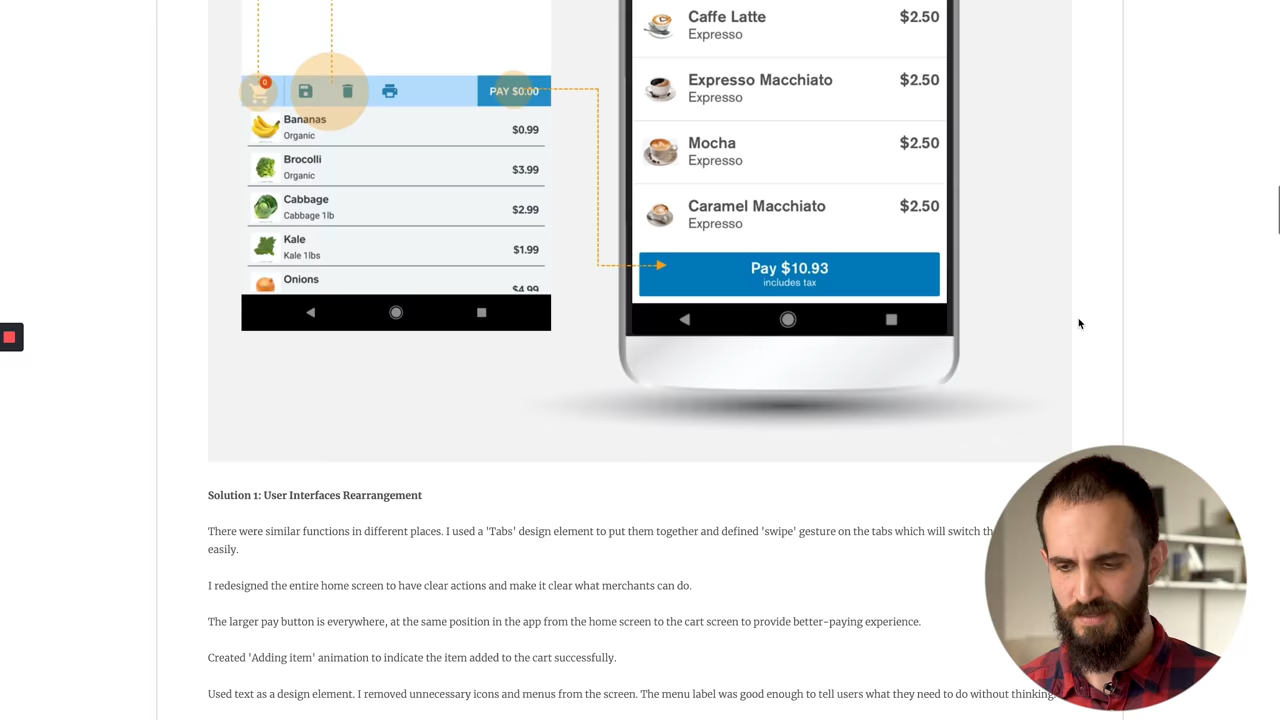 0
PAY $0.00
Bananas
Organic
$0.99
Brocolli
Organic
$3.99
Cabbage
Cabbage 1lb
$2.99
Kale
Kale 1lbs
$1.99
Onions
$4.99
Caffe Latte
Expresso
$2.50
Expresso Macchiato
Expresso
$2.50
Mocha
Expresso
$2.50
Caramel Macchiato
Expresso
$2.50
Pay $10.93
includes tax
Solution 1: User Interfaces Rearrangement
There were similar functions in different places. I used a 'Tabs' design element to put them together and defined 'swipe' gesture on the tabs which will switch
easily.
I redesigned the entire home screen to have clear actions and make it clear what merchants can do.
The larger pay button is everywhere, at the same position in the app from the home screen to the cart screen to provide better-paying experience.
Created 'Adding item' animation to indicate the item added to the cart successfully.
Used text as a design element. I removed unnecessary icons and menus from the screen. The menu label was good enough to tell users what they need to do without thinking.